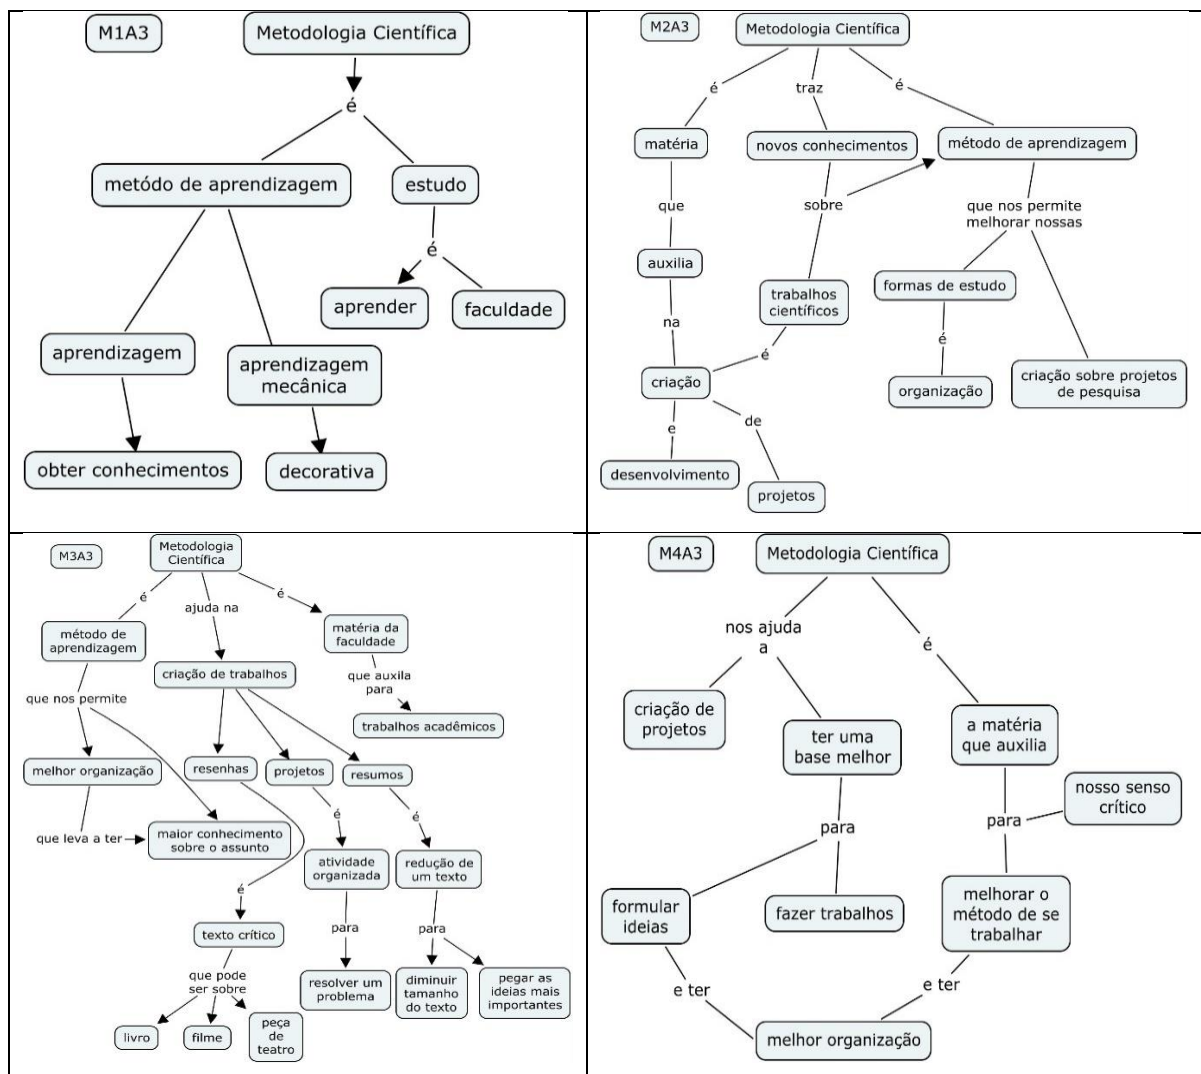 M1A3
Metodologia Científica
é
metódo de aprendizagem
estudo
é
aprender
faculdade
aprendizagem
aprendizagem
mecânica
obter conhecimentos
decorativa
M2A3
Metodologia Científica
é
traz
é
matéria
novos conhecimentos
método de aprendizagem
que
sobre
que nos permite
melhorar nossas
auxilia
trabalhos
científicos
formas de estudo
na
é
é
criação
organização
criação sobre projetos
de pesquisa
e
de
desenvolvimento
projetos
M3A3
Metodologia
Científica
é
ajuda na
é
método de
aprendizagem
matéria da
faculdade
criação de trabalhos
que nos permite
que auxila
para
trabalhos acadêmicos
melhor organização
resenhas
projetos
resumos
é
é
que leva a ter
maior conhecimento
sobre o assunto
atividade
organizada
redução de
um texto
é
texto crítico
para
para
que pode
ser sobre
resolver um
problema
diminuir
tamanho
do texto
pegar as
ideias mais
importantes
livro
filme
peça
de
teatro
M4A3
Metodologia Científica
nos ajuda
a
é
criação de
projetos
ter uma
base melhor
a matéria
que auxilia
nosso senso
crítico
para
para
formular
ideias
fazer trabalhos
melhorar o
método de se
trabalhar
e ter
e ter
melhor organização